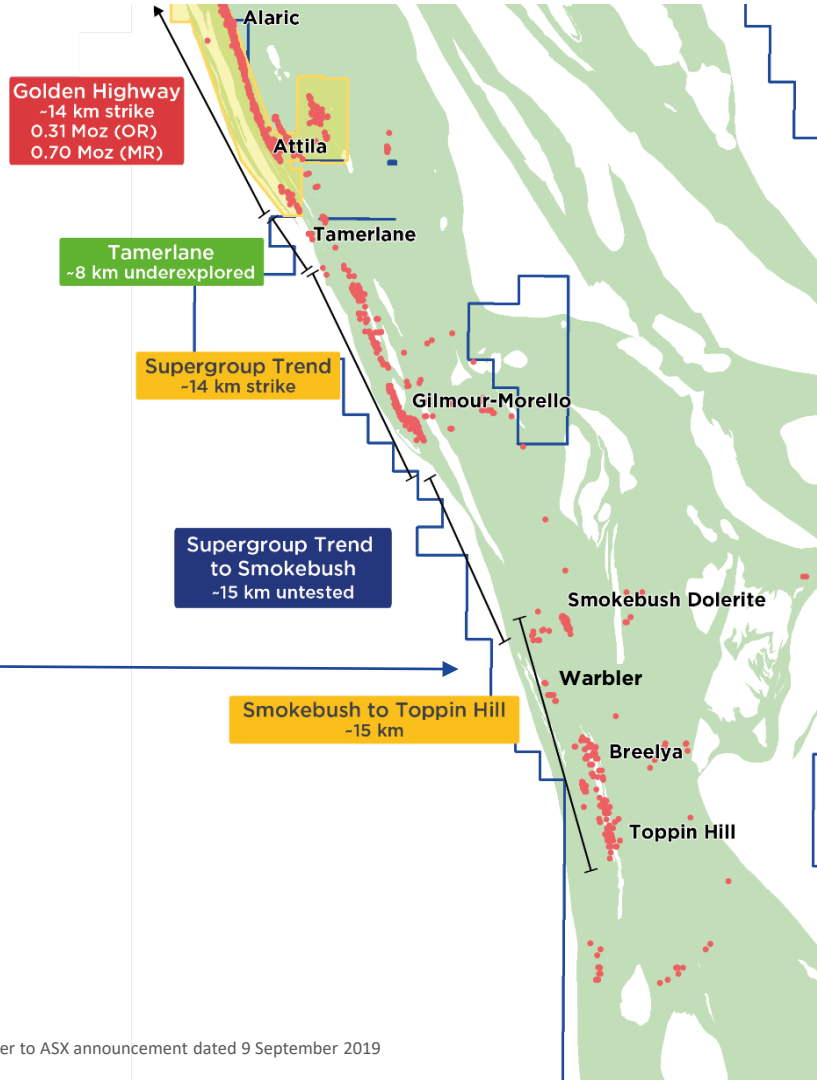 Alaric
Golden Highway
~14 km strike
0.31 Moz (OR)
0.70 Moz (MR)
Attila
Tamerlane
Tamerlane
~8 km underexplored
Supergroup Trend
~14 km strike
Gilmour-Morello
Supergroup Trend
to Smokebush
~15 km untested
Smokebush Dolerite
Warbler
Smokebush to Toppin Hill
~15 km
Breelya
Toppin Hill
to ASX announcement dated 9 September 2019